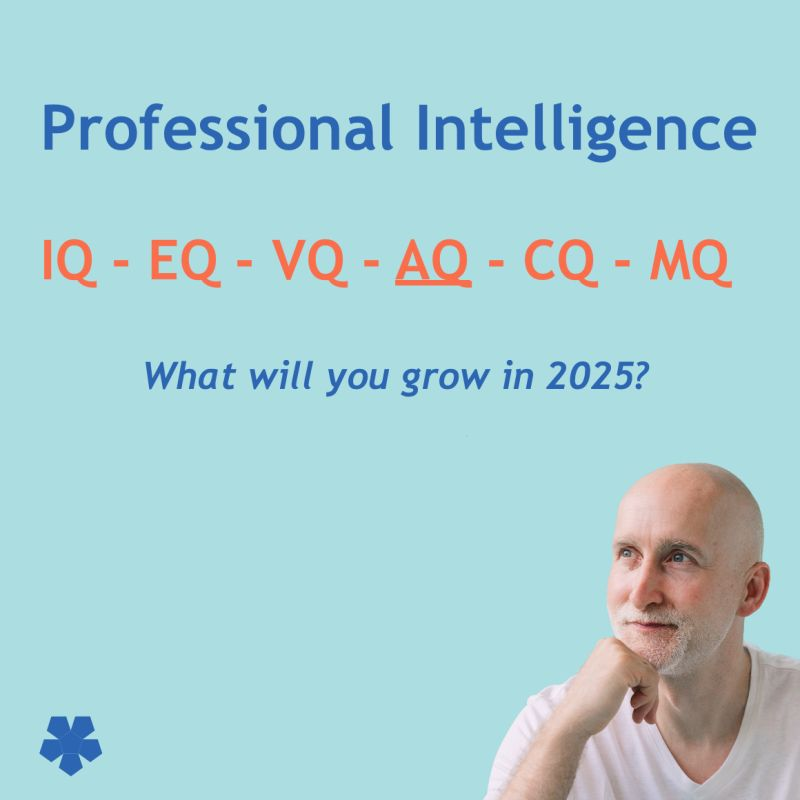 Professional Intelligence
IQ - EQ - VQ - AQ - CQ - MQ
What will you grow in 2025?